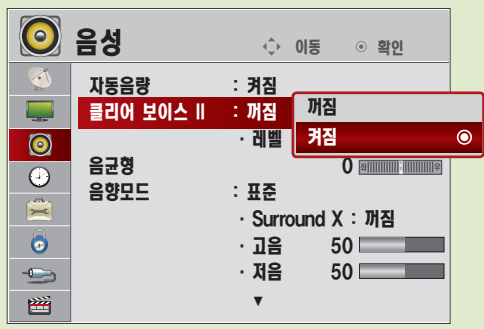 음성 이동 확인
자동음량 : 켜짐
클리어 보이스 II : 꺼짐
꺼짐
켜짐
· 레벨
음균형 0 좌 우
음향모드 : 표준
· Surround X : 꺼짐
· 고음 50
· 저음 50